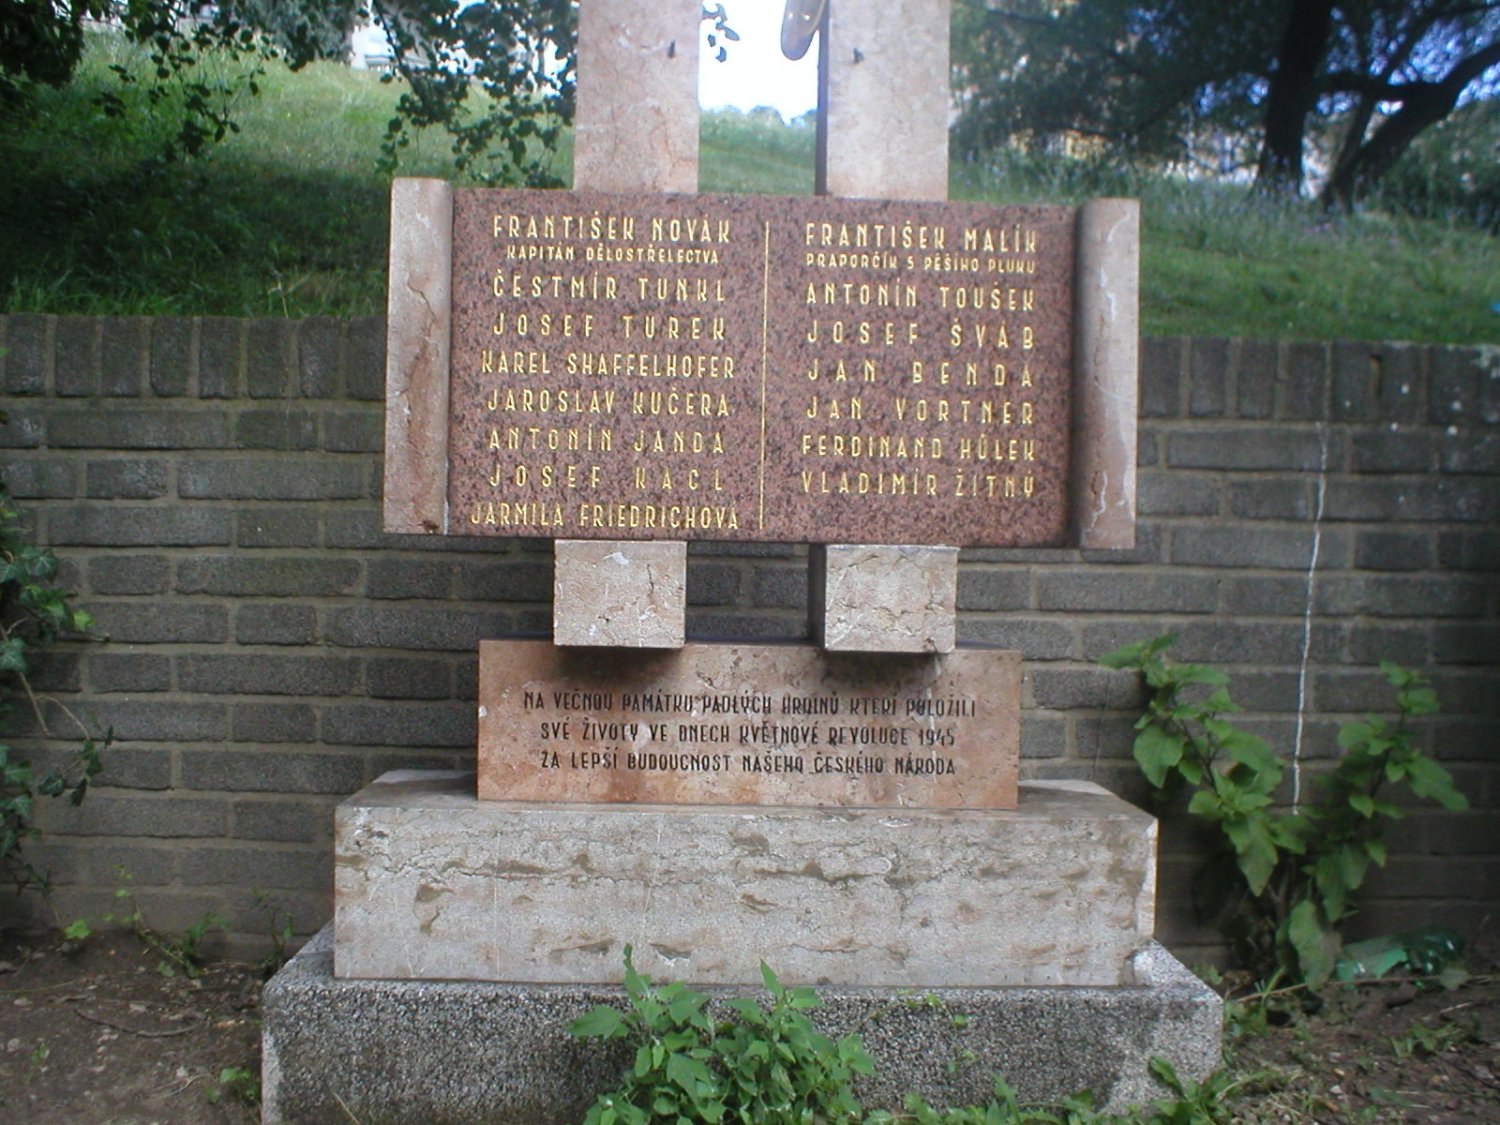 FRANTIŠEK NOVÁK
KAPITÁN DĚLOSTŘELECTVA
ČESTMÍR TUNKL
JOSEF TUREK
KAREL SHAFFELHOFER
JAROSLAV KUČERA
ANTONÍN JANDA
JOSEF KACL
JARMILA FRIEDRICHOVÁ
FRANTIŠEK MALÍK
PRAPORČÍK 5 PĚŠÍHO PLUKU
ANTONÍN TOUŠEK
JOSEF ŠVÁB
JAN BENDA
JAN VORTNER
FERDINAND HŮLEK
VLADIMÍR ŽITNÝ
NA VĚČNOU PAMÁTKU PADLÝCH HRDINŮ KTEŘÍ POLOŽILI
SVÉ ŽIVOTY VE DNECH KVĚTNOVÉ REVOLUCE 1945
ZA LEPŠÍ BUDOUCNOST NAŠEHO ČESKÉHO NÁRODA